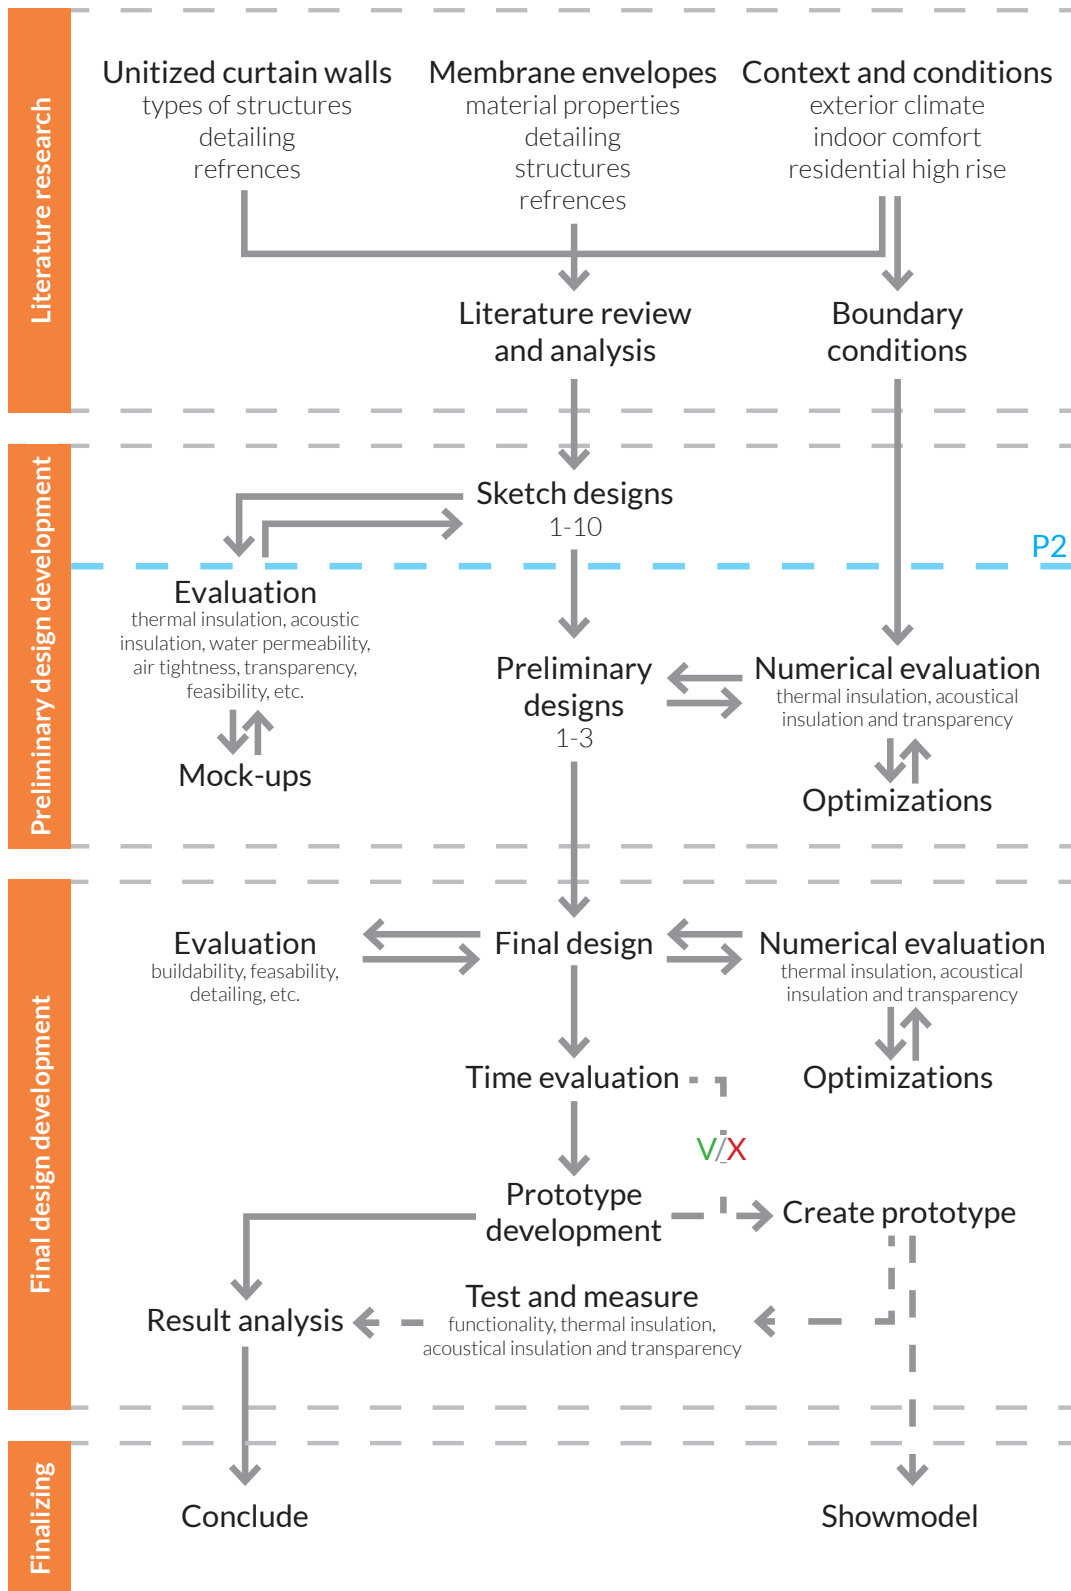 Literature research
Unitized curtain walls
types of structures
detailing
refrences
Membrane envelopes
material properties
detailing
structures
refrences
Context and conditions
exterior climate
indoor comfort
residential high rise
Literature review
and analysis
Boundary
conditions
Preliminary design development
Sketch designs
1-10
P2
Evaluation
thermal insulation, acoustic
insulation, water permeability,
air tightness, transparency,
feasibility, etc.
Mock-ups
Preliminary
designs
1-3
Numerical evaluation
thermal insulation, acoustical
insulation and transparency
Optimizations
Final design development
Evaluation
buildability, feasability,
detailing, etc.
Final design
Numerical evaluation
thermal insulation, acoustical
insulation and transparency
Optimizations
Time evaluation
V/X
Prototype
development
Create prototype
Result analysis
Test and measure
functionality, thermal insulation,
acoustical insulation and transparency
Finalizing
Conclude
Showmodel